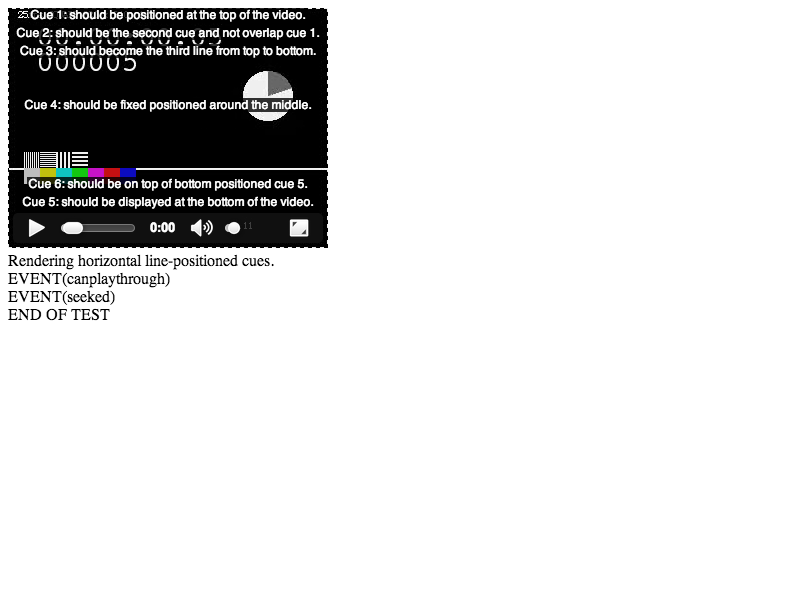 Cue 1: should be positioned at the top of the video.
Cue 2: should be the second cue and not overlap cue 1.
Cue 3: should become the third line from top to bottom.
000005
Cue 4: should be fixed positioned around the middle.
Cue 6: should be on top of bottom positioned cue 5.
Cue 5: should be displayed at the bottom of the video.
0:00
11
Rendering horizontal line-positioned cues.
EVENT(canplaythrough)
EVENT(seeked)
END OF TEST